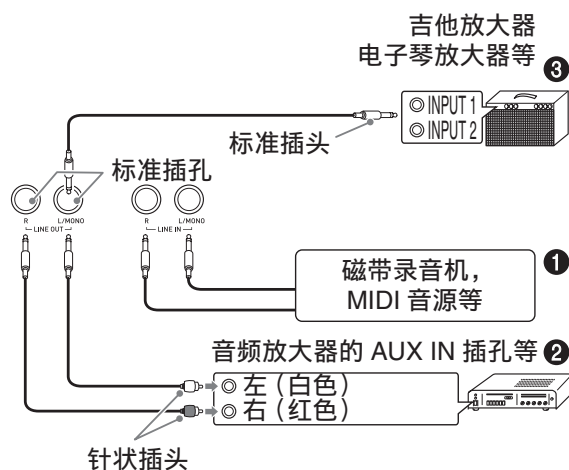 吉他放大器
电子琴放大器等
❸
INPUT 1
INPUT 2
标准插头
标准插孔
R
L/MONO
LINE OUT
R
L/MONO
LINE IN
磁带录音机，
MIDI 音源等
❶
音频放大器的 AUX IN 插孔等 ❷
左（白色）
右（红色）
针状插头